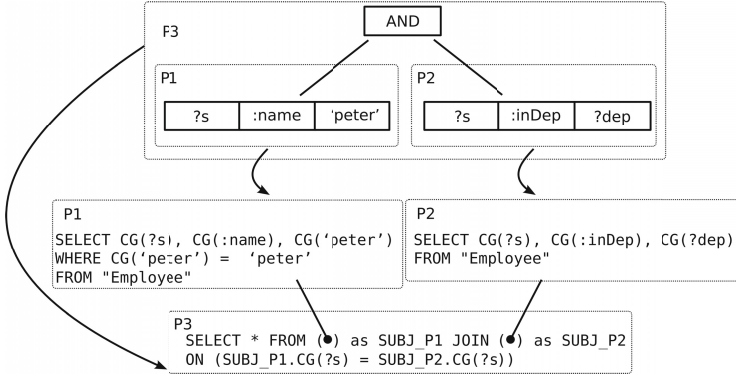 AND
F3
P1
P2
?s :name 'peter’
?s :inDep ?dep
P1
SELECT CG(?s), CG(:name), CG(‘peter’)
WHERE CG(‘peter’) = ‘peter’
FROM "Employee"
P2
SELECT CG(?s), CG(:inDep), CG(?dep)
FROM "Employee"
P3
SELECT * FROM ( ) as SUBJ_P1 JOIN ( ) as SUBJ_P2
ON (SUBJ_P1.CG(?s) = SUBJ_P2.CG(?s))